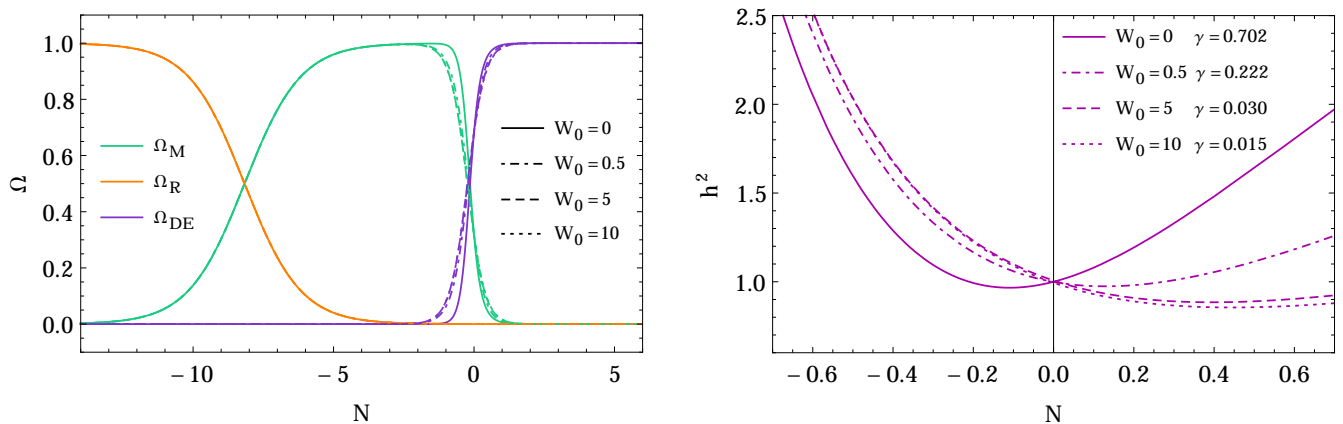 1.0
0.8
0.6
0.4
0.2
0.0
Ω
Ω_M
Ω_R
Ω_DE
W_0 = 0
W_0 = 0.5
W_0 = 5
W_0 = 10
−10 −5 0 5
N
2.5
2.0
1.5
1.0
h²
W_0 = 0 γ = 0.702
W_0 = 0.5 γ = 0.222
W_0 = 5 γ = 0.030
W_0 = 10 γ = 0.015
−0.6 −0.4 −0.2 0.0 0.2 0.4 0.6
N